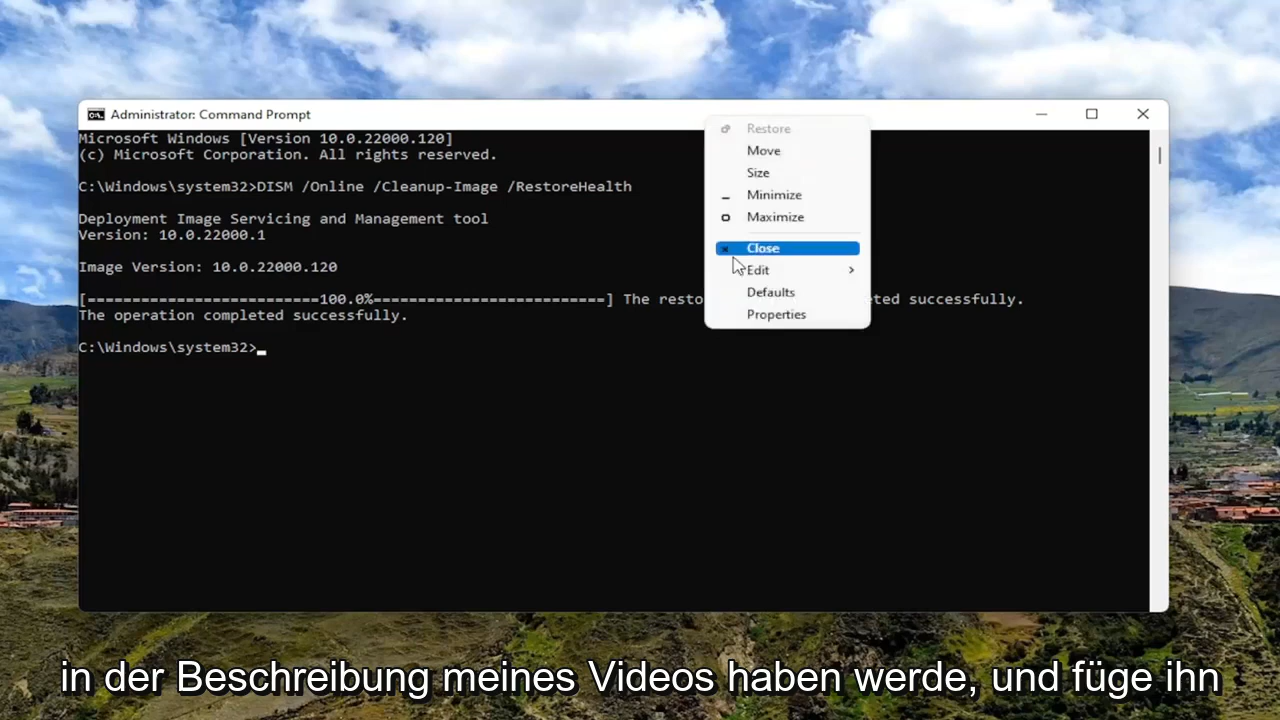 Administrator: Command Prompt
Microsoft Windows [Version 10.0.22000.120]
(c) Microsoft Corporation. All rights reserved.
C:\Windows\system32>DISM /Online /Cleanup-Image /RestoreHealth
Deployment Image Servicing and Management tool
Version: 10.0.22000.1
Image Version: 10.0.22000.120
[==========================100.0%==========================] The resto eted successfully.
The operation completed successfully.
C:\Windows\system32>
Restore
Move
Size
Minimize
Maximize
Close
Edit
Defaults
Properties
in der Beschreibung meines Videos haben werde, und füge ihn